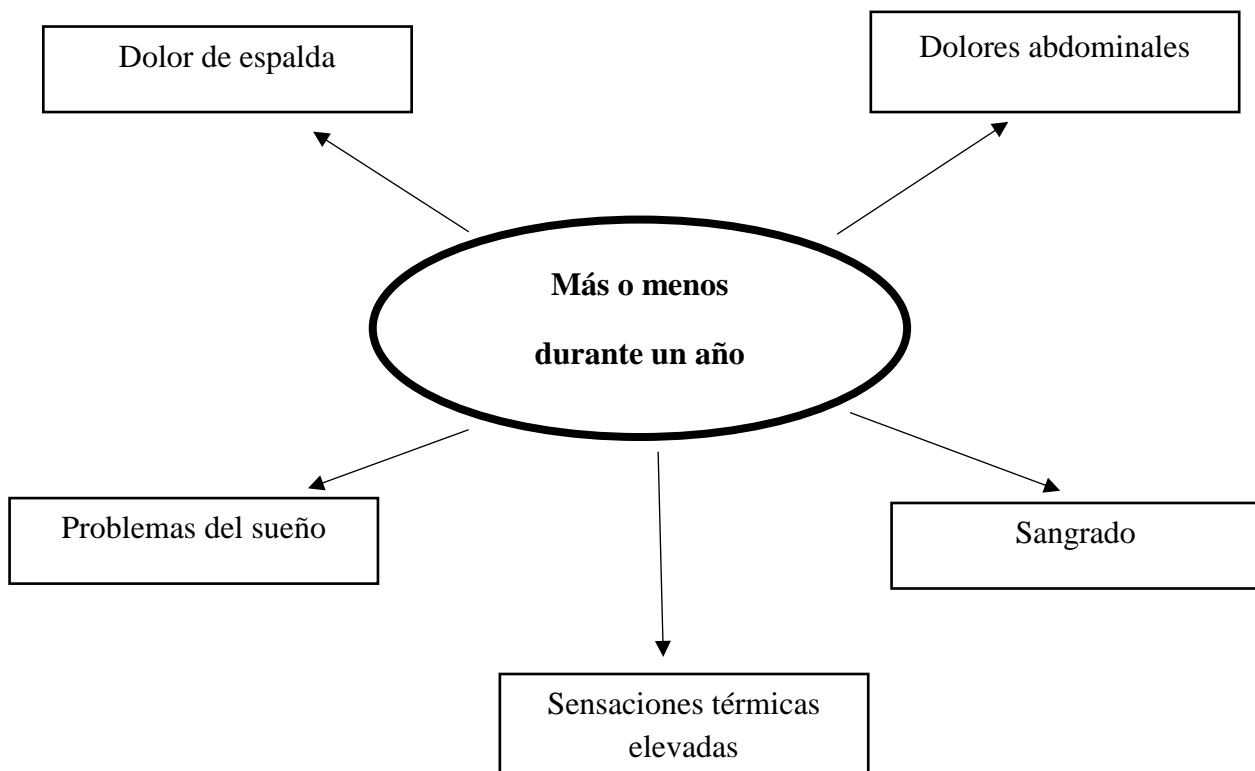 Dolor de espalda
Dolores abdominales
Más o menos
durante un año
Problemas del sueño
Sangrado
Sensaciones térmicas
elevadas